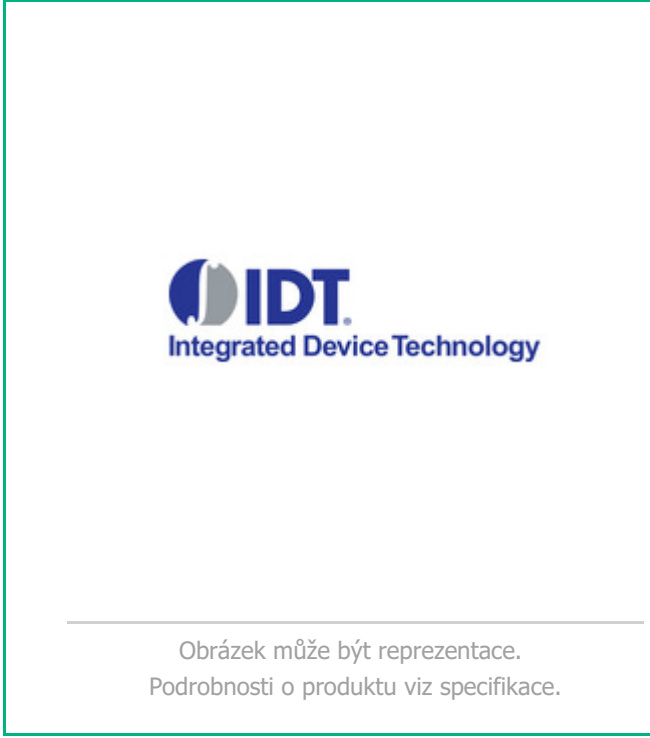 IDT®
Integrated Device Technology
Obrázek může být reprezentace.
Podrobnosti o produktu viz specifikace.